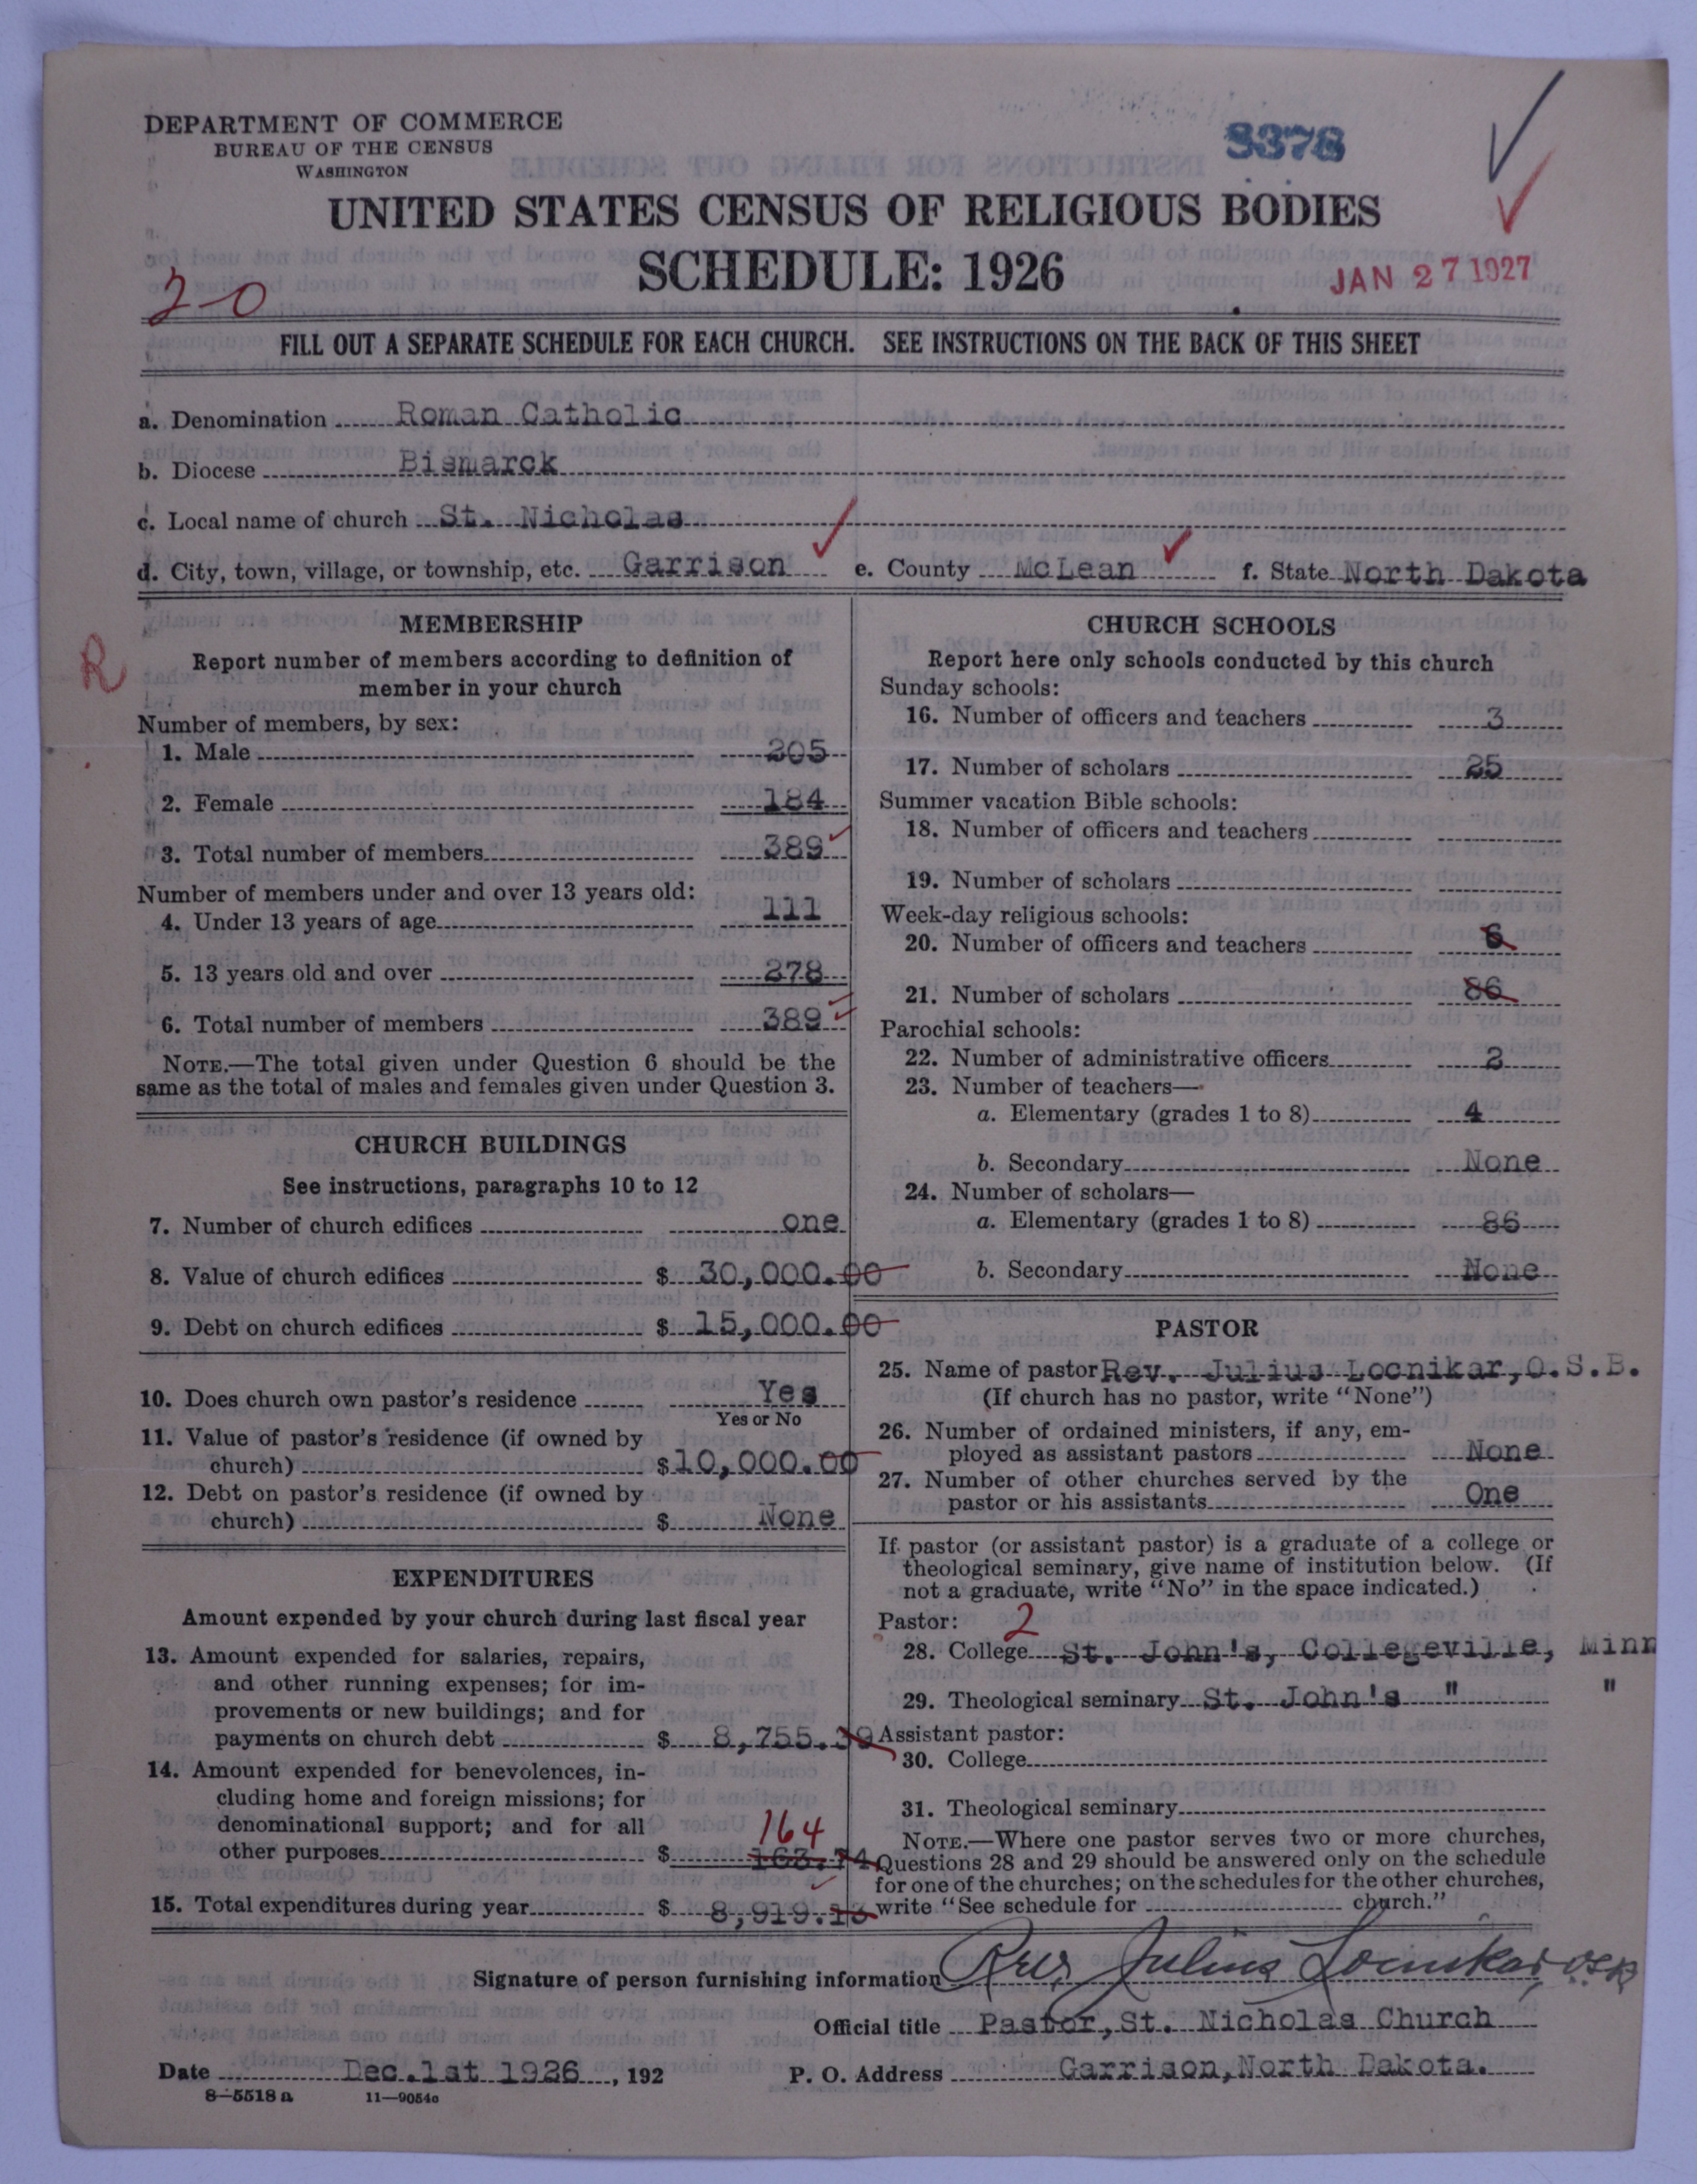 DEPARTMENT OF COMMERCE
BUREAU OF THE CENSUS
WASHINGTON
3378
UNITED STATES CENSUS OF RELIGIOUS BODIES
SCHEDULE: 1926
JAN 27 1927
20
FILL OUT A SEPARATE SCHEDULE FOR EACH CHURCH. SEE INSTRUCTIONS ON THE BACK OF THIS SHEET
a. Denomination Roman Catholic
b. Diocese Bismarck
c. Local name of church St. Nicholas
d. City, town, village, or township, etc. Garrison e. County McLean f. State North Dakota
R
MEMBERSHIP
Report number of members according to definition of
member in your church
Number of members, by sex:
1. Male 205
2. Female 184
3. Total number of members 389
Number of members under and over 13 years old:
4. Under 13 years of age 111
5. 13 years old and over 278
6. Total number of members 389
NOTE.—The total given under Question 6 should be the
same as the total of males and females given under Question 3.
CHURCH BUILDINGS
See instructions, paragraphs 10 to 12
7. Number of church edifices one
8. Value of church edifices $ 30,000.00
9. Debt on church edifices $ 15,000.00
10. Does church own pastor's residence Yes
Yes or No
11. Value of pastor's residence (if owned by
church) $10,000.00
12. Debt on pastor's residence (if owned by
church) $ None
EXPENDITURES
Amount expended by your church during last fiscal year
13. Amount expended for salaries, repairs,
and other running expenses; for im-
provements or new buildings; and for
payments on church debt $ 8,755.39
14. Amount expended for benevolences, in-
cluding home and foreign missions; for
denominational support; and for all
164
other purposes $ 163.74
15. Total expenditures during year $ 8,919.13
CHURCH SCHOOLS
Report here only schools conducted by this church
Sunday schools:
16. Number of officers and teachers 3
17. Number of scholars 25
Summer vacation Bible schools:
18. Number of officers and teachers
19. Number of scholars
Week-day religious schools:
20. Number of officers and teachers 6
21. Number of scholars 86
Parochial schools:
22. Number of administrative officers 2
23. Number of teachers—
a. Elementary (grades 1 to 8) 4
b. Secondary None
24. Number of scholars—
a. Elementary (grades 1 to 8) 86
b. Secondary None
PASTOR
25. Name of pastor Rev. Julius Locnikar, O.S.B.
(If church has no pastor, write "None")
26. Number of ordained ministers, if any, em-
ployed as assistant pastors None
27. Number of other churches served by the
pastor or his assistants One
If pastor (or assistant pastor) is a graduate of a college or
theological seminary, give name of institution below. (If
not a graduate, write "No" in the space indicated.)
Pastor: 2
28. College St. John's, Collegeville, Minn
29. Theological seminary St. John's " "
Assistant pastor:
30. College
31. Theological seminary
NOTE.—Where one pastor serves two or more churches,
Questions 28 and 29 should be answered only on the schedule
for one of the churches; on the schedules for the other churches,
write "See schedule for church."
Signature of person furnishing information Rev Julius Locnikar, OSB
Official title Pastor, St. Nicholas Church
Date Dec. 1st 1926, 192 P. O. Address Garrison, North Dakota.
8—5518 a 11—9054c